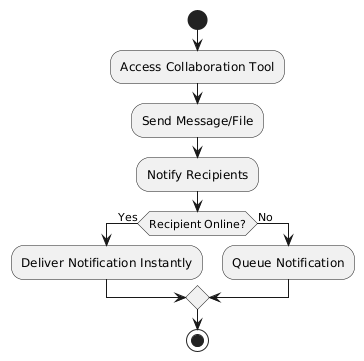 Access Collaboration Tool
Send Message/File
Notify Recipients
Yes
Recipient Online?
No
Deliver Notification Instantly
Queue Notification